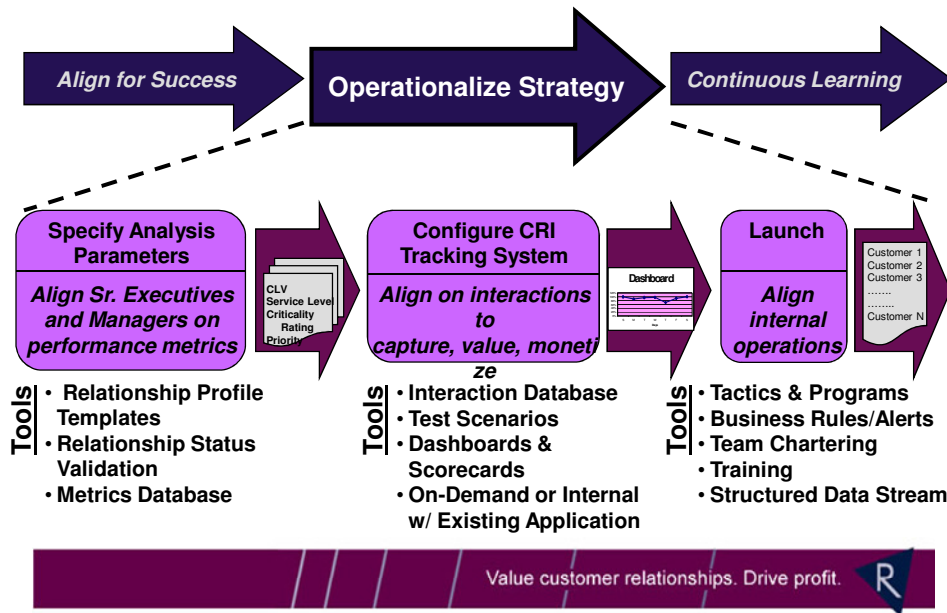 Align for Success
Operationalize Strategy
Continuous Learning
Specify Analysis
Parameters
Align Sr. Executives
and Managers on
performance metrics
CLV
Service Level
Criticality
Rating
Priority
Configure CRI
Tracking System
Align on interactions
to
capture, value, moneti
ze
Dashboard
Launch
Align
internal
operations
Customer 1
Customer 2
Customer 3
.......
.........
Customer N
Tools
• Relationship Profile
Templates
• Relationship Status
Validation
• Metrics Database
Tools
• Interaction Database
• Test Scenarios
• Dashboards &
Scorecards
• On-Demand or Internal
w/ Existing Application
Tools
• Tactics & Programs
• Business Rules/Alerts
• Team Chartering
• Training
• Structured Data Stream
Value customer relationships. Drive profit.
R